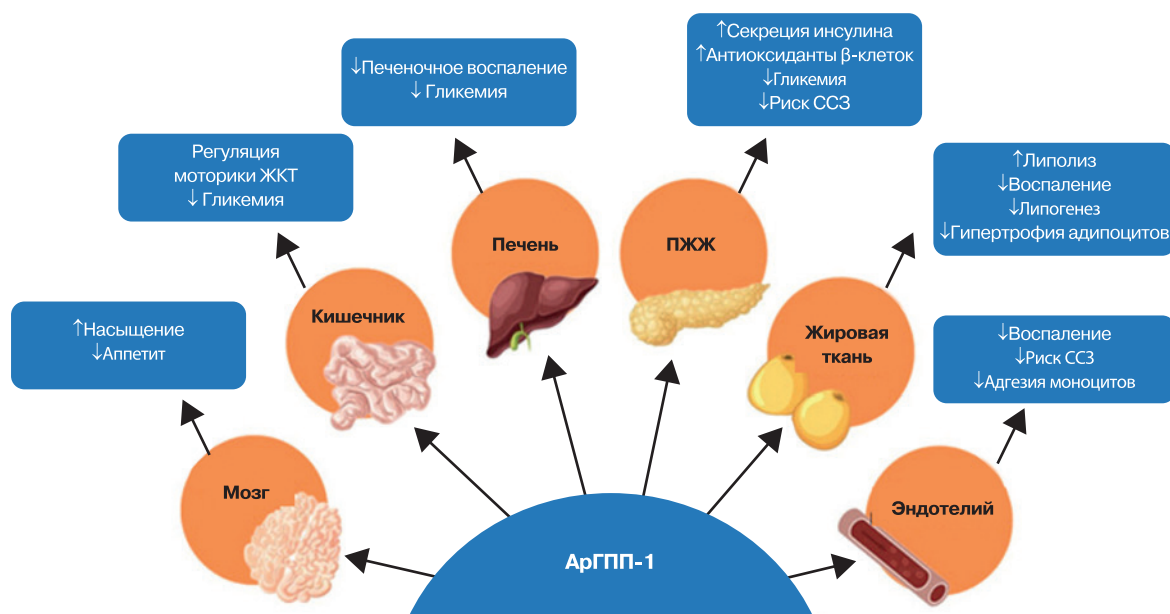 ↑Секреция инсулина
↑Антиоксиданты β-клеток
↓Гликемия
↓Риск ССЗ
↓Печеночное воспаление
↓ Гликемия
Регуляция
моторики ЖКТ
↓ Гликемия
↑Липолиз
↓Воспаление
↓Липогенез
↓Гипертрофия адипоцитов
↑Насыщение
↓Аппетит
↓Воспаление
↓Риск ССЗ
↓Адгезия моноцитов
Печень
ПЖЖ
Кишечник
Жировая
ткань
Мозг
Эндотелий
АрГПП-1